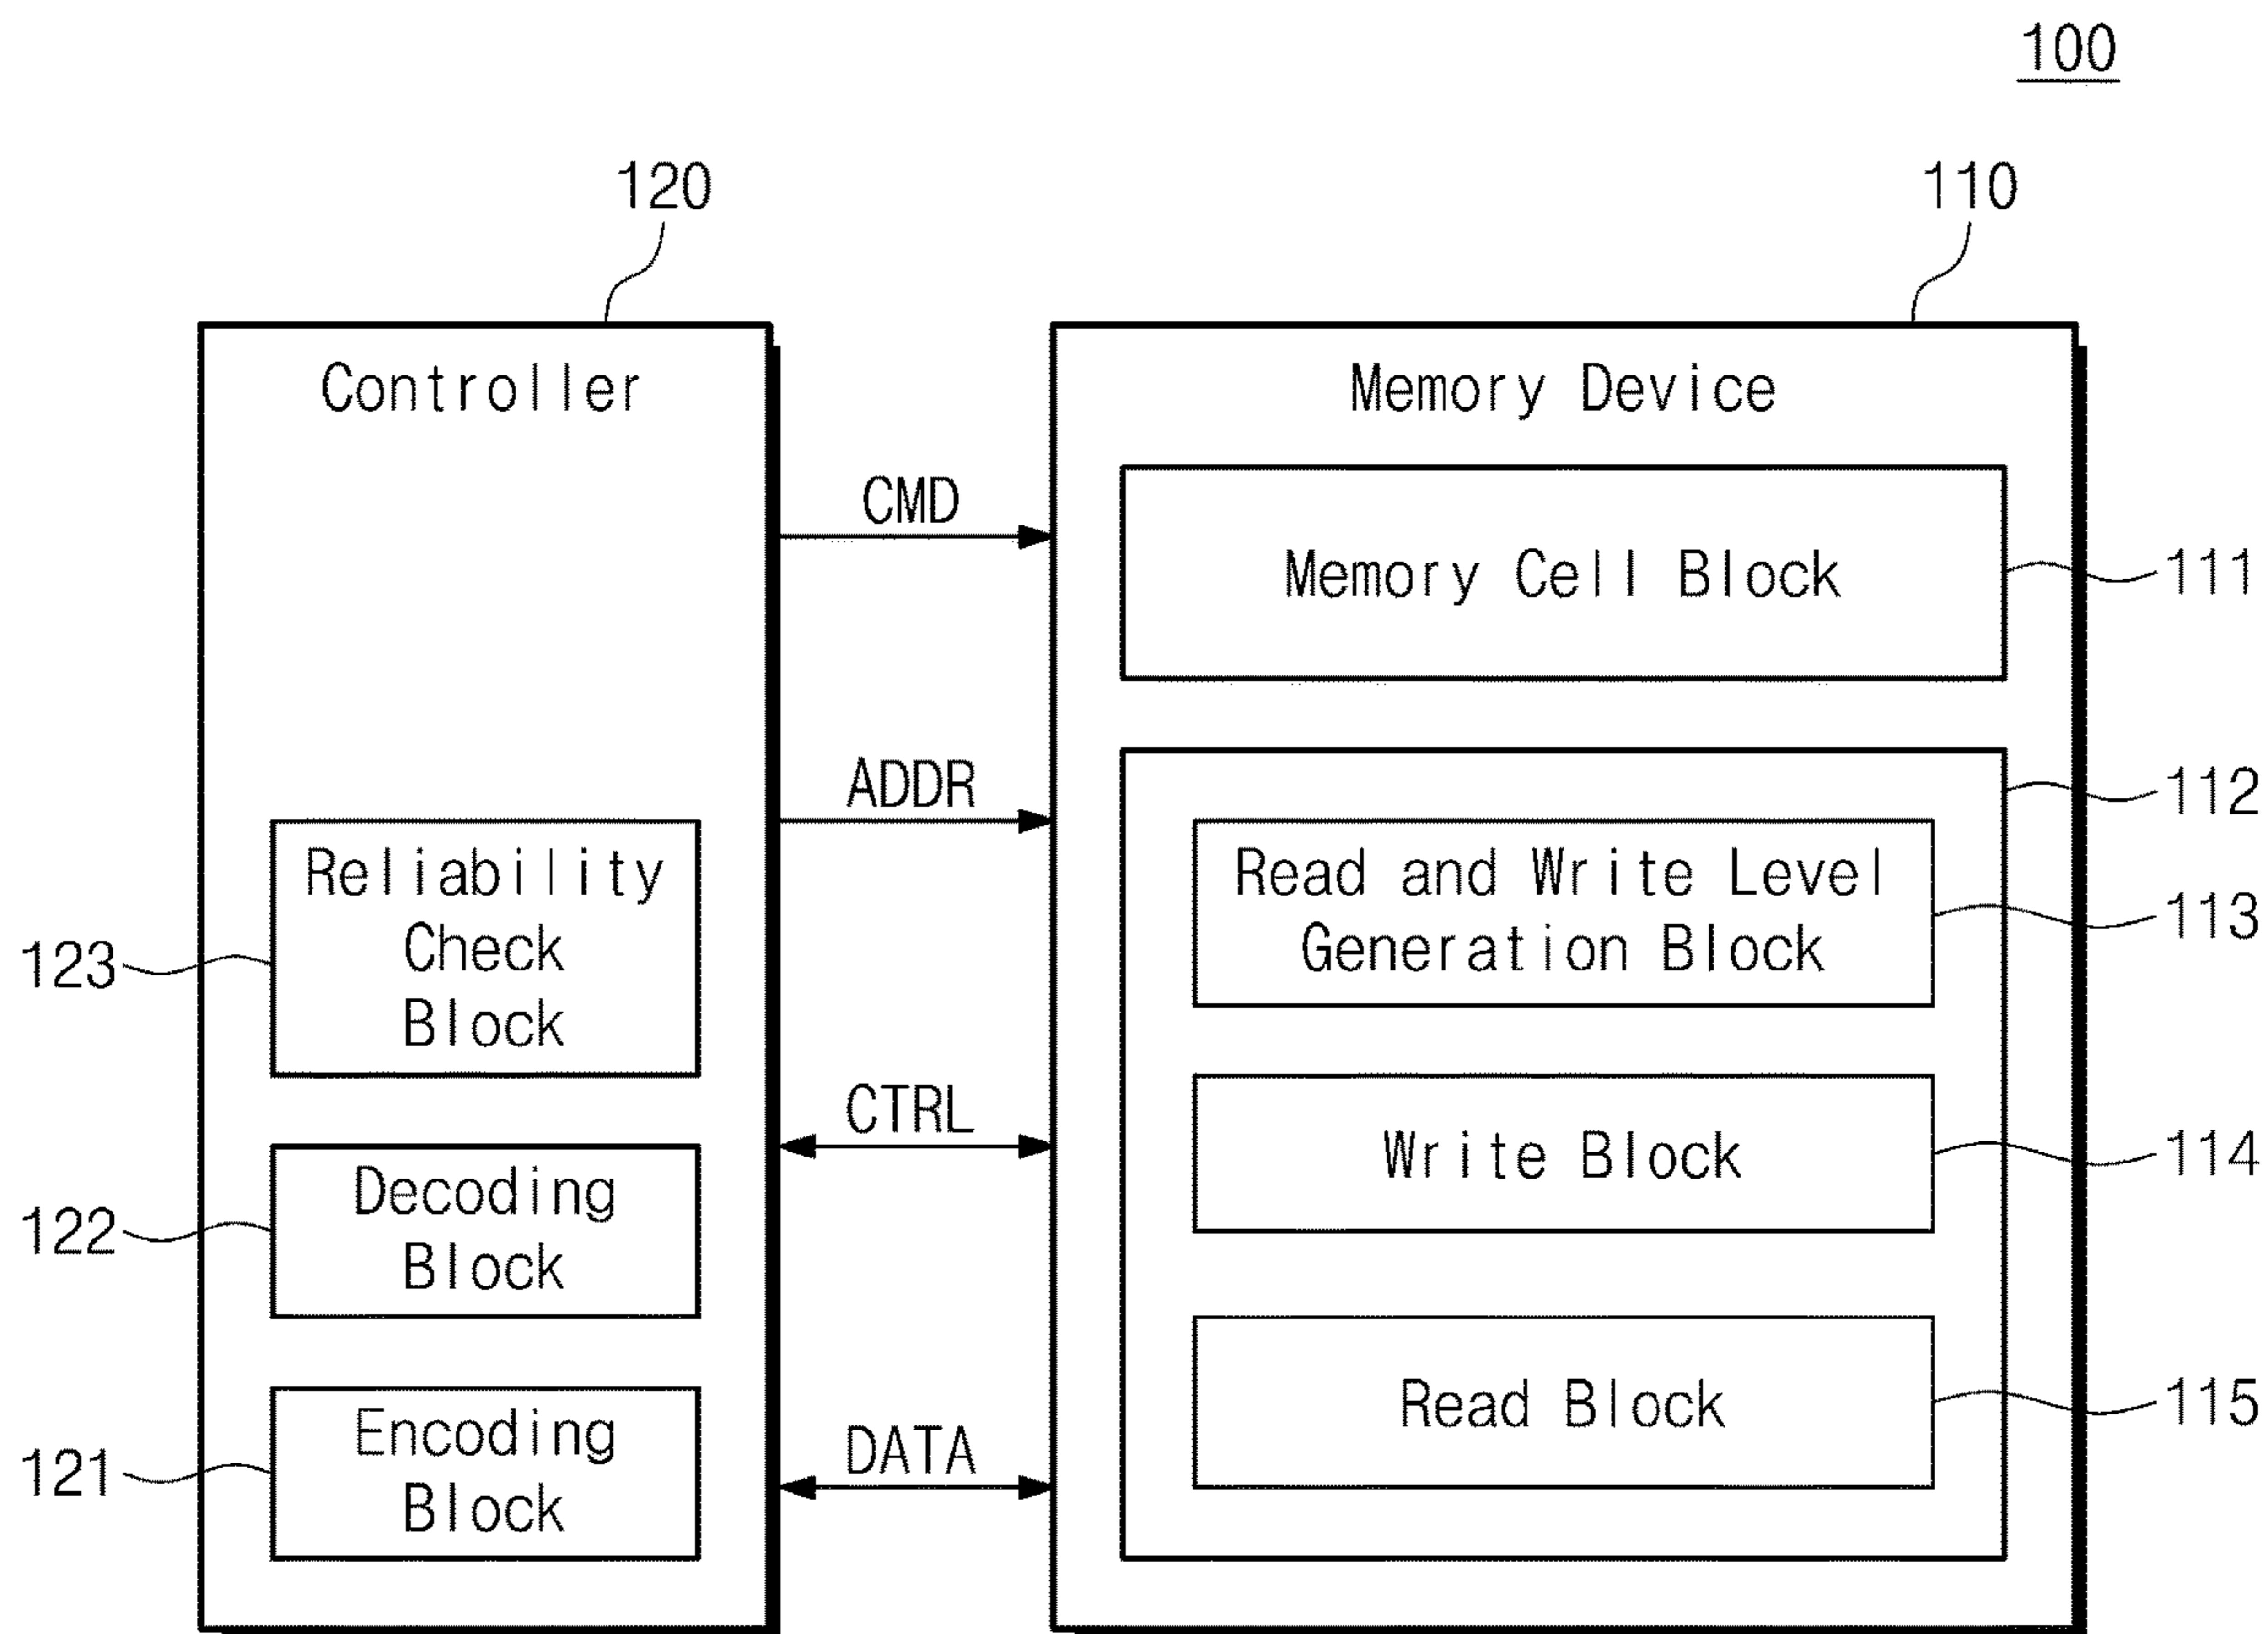 100
120
110
Controller
Memory Device
CMD
Memory Cell Block
111
ADDR
112
Reliability
Check
Block
123
Read and Write Level
Generation Block
113
CTRL
Decoding
Block
122
Write Block
114
DATA
Encoding
Block
121
Read Block
115